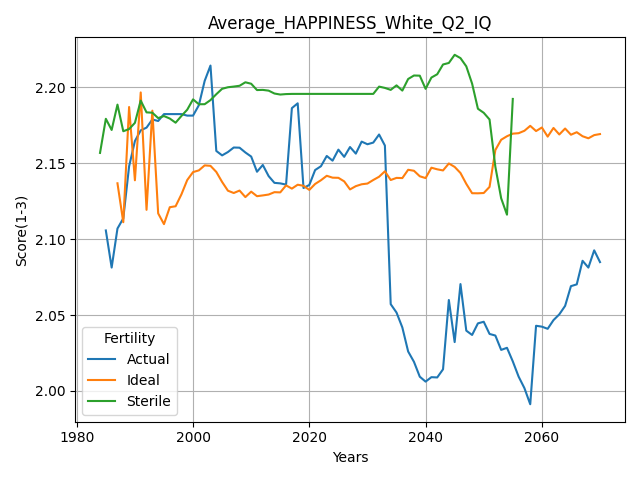 Average_HAPPINESS_White_Q2_IQ
Score(1-3)
2.20
2.15
2.10
2.05
2.00
Fertility
Actual
Ideal
Sterile
1980
2000
2020
2040
2060
Years